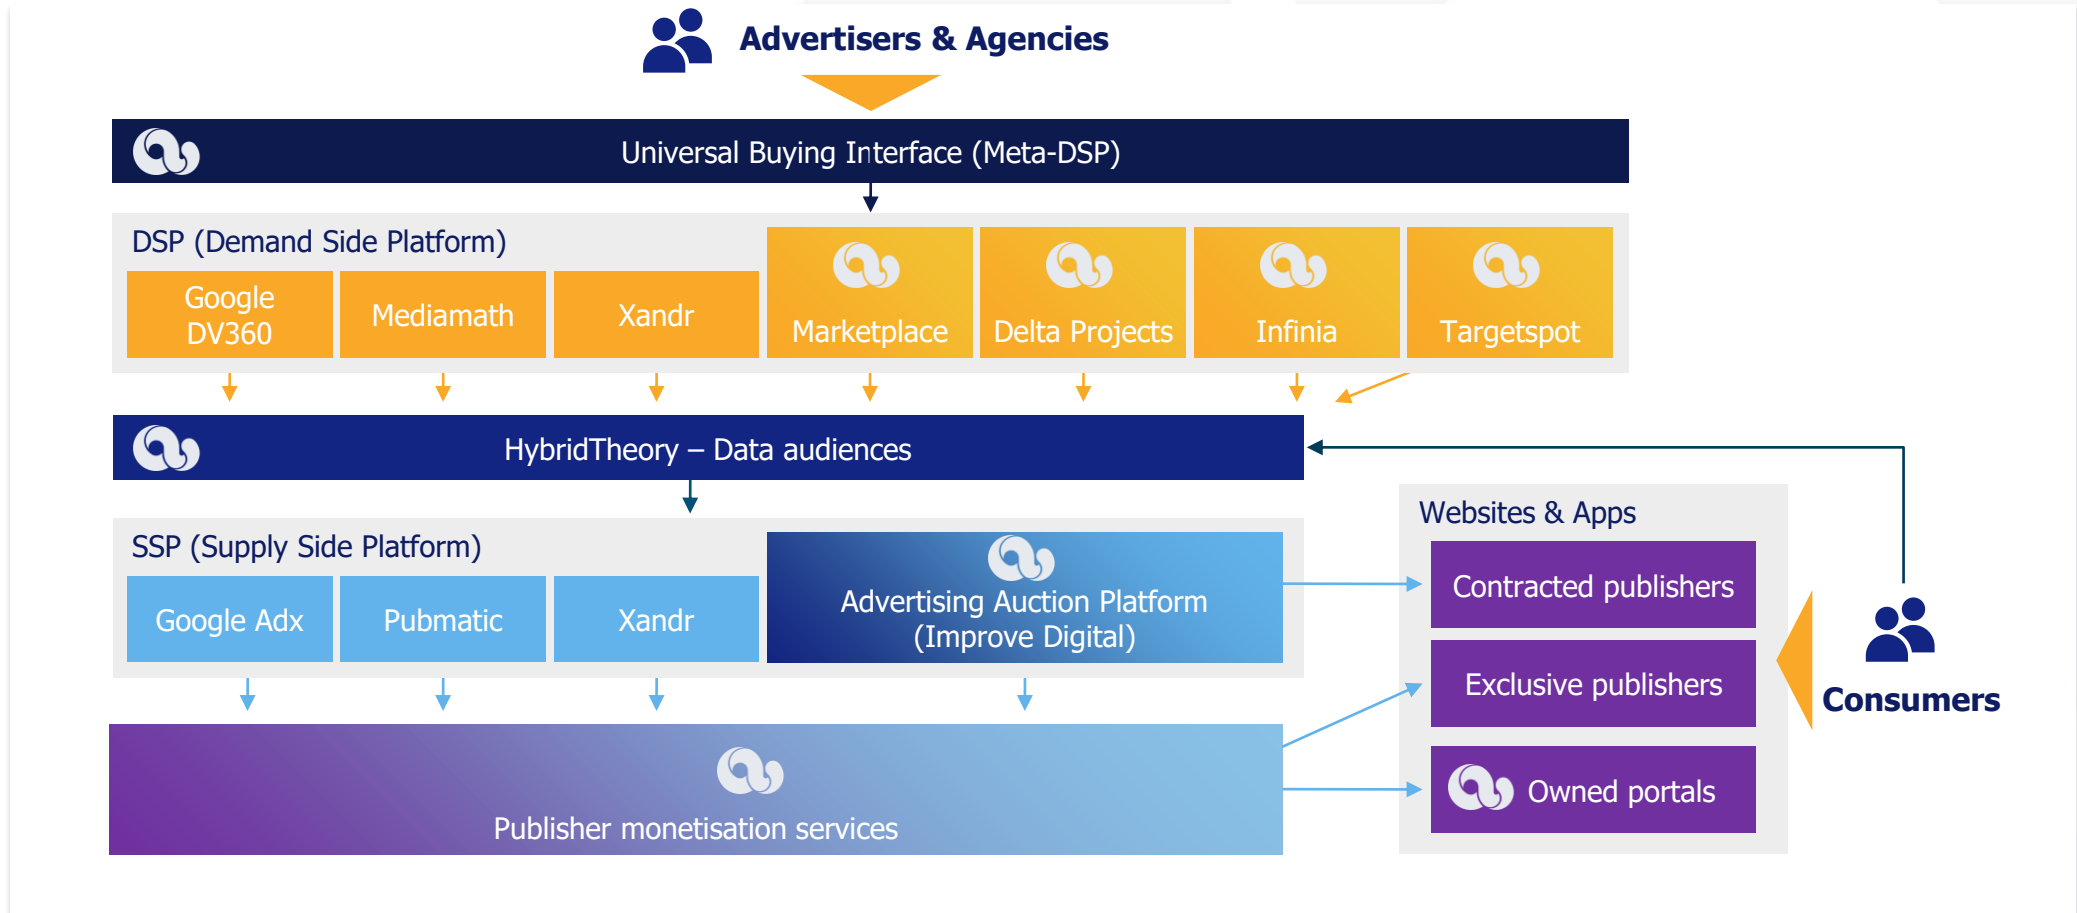 Advertisers & Agencies
Universal Buying Interface (Meta-DSP)
DSP (Demand Side Platform)
Google
DV360
Mediamath
Xandr
Marketplace
Delta Projects
Infinia
Targetspot
HybridTheory – Data audiences
SSP (Supply Side Platform)
Google Adx
Pubmatic
Xandr
Advertising Auction Platform
(Improve Digital)
Publisher monetisation services
Websites & Apps
Contracted publishers
Exclusive publishers
Owned portals
Consumers